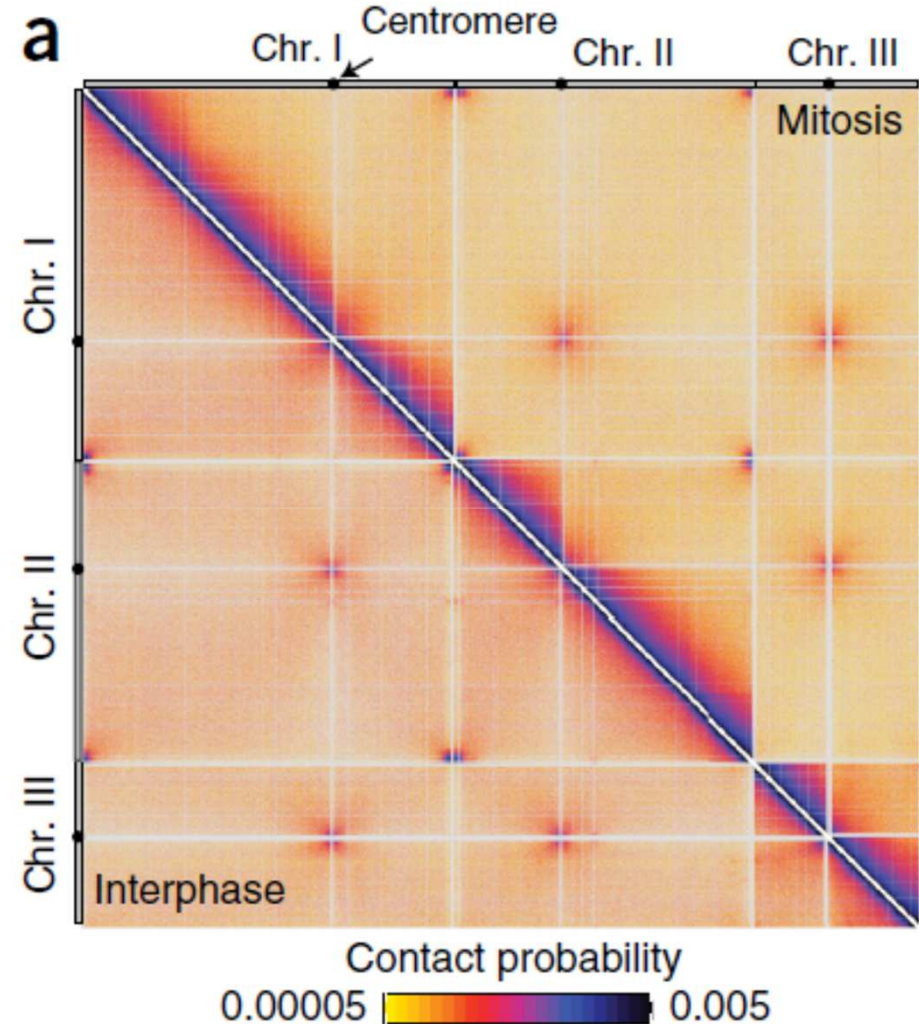 a
Centromere
Chr. I
Chr. II
Chr. III
Mitosis
Chr. I
Chr. II
Chr. III
Interphase
Contact probability
0.00005
0.005